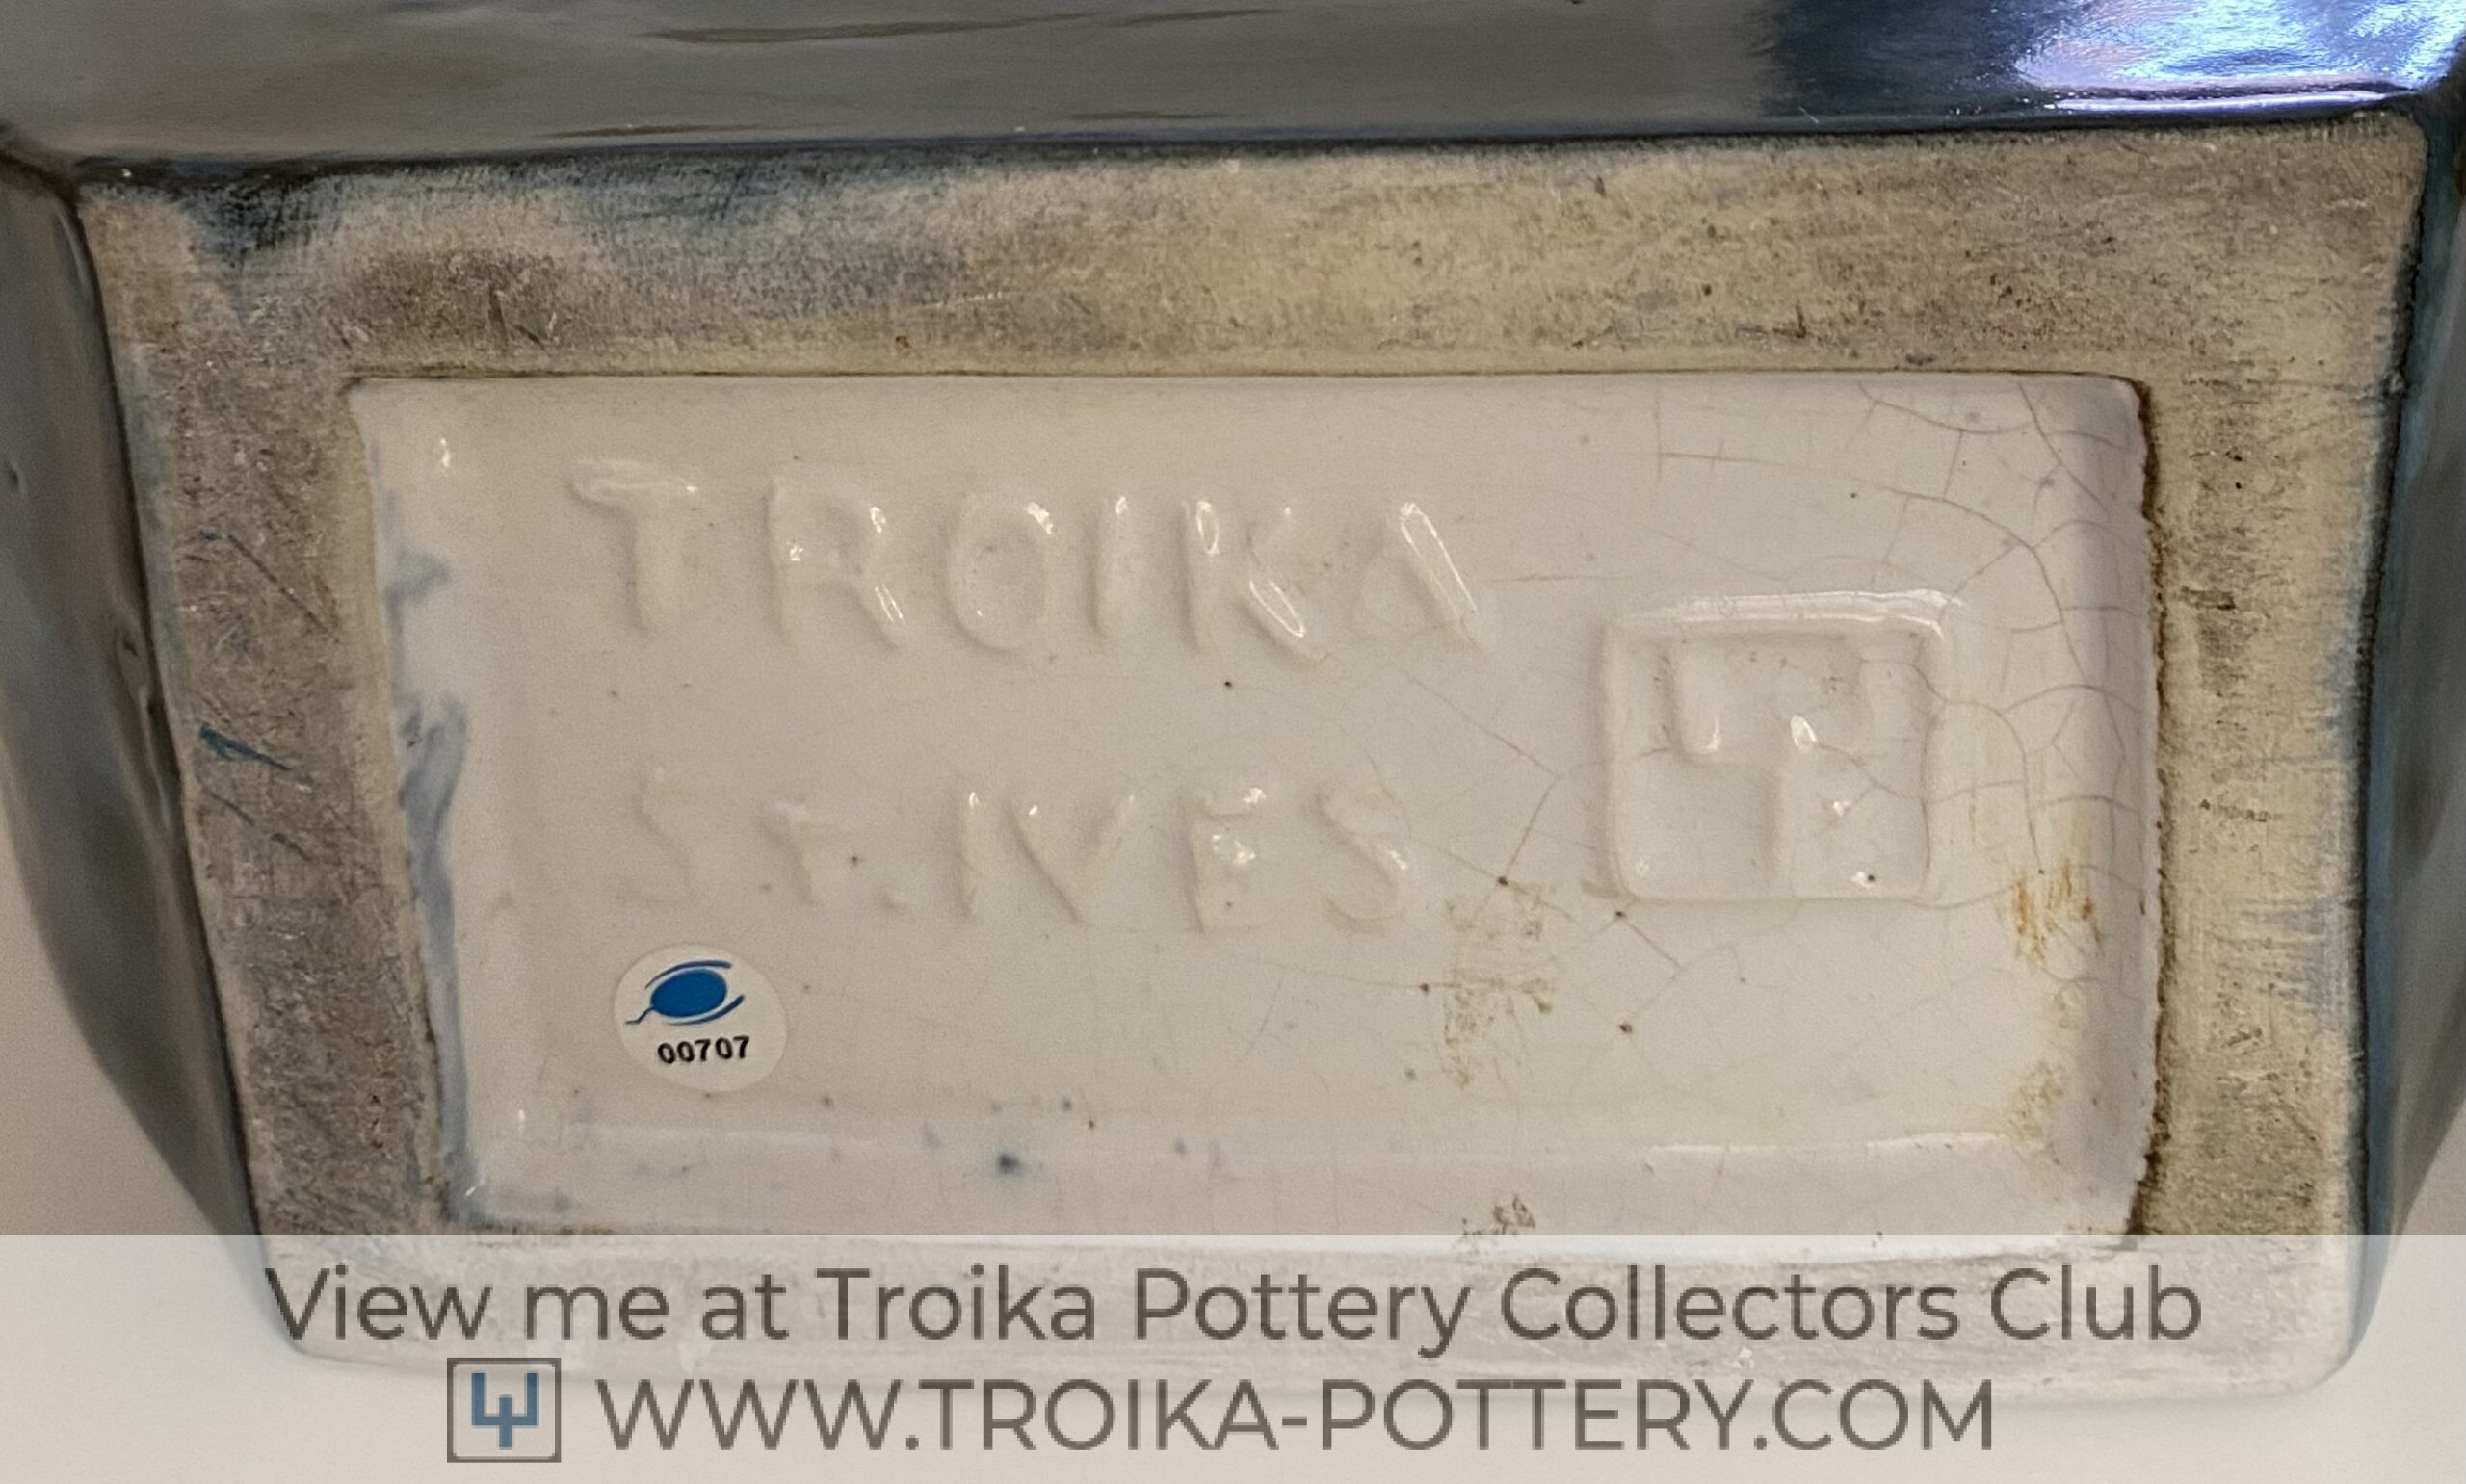 TROIKA
St. IVES
00707
View me at Troika Pottery Collectors Club
WWW.TROIKA-POTTERY.COM